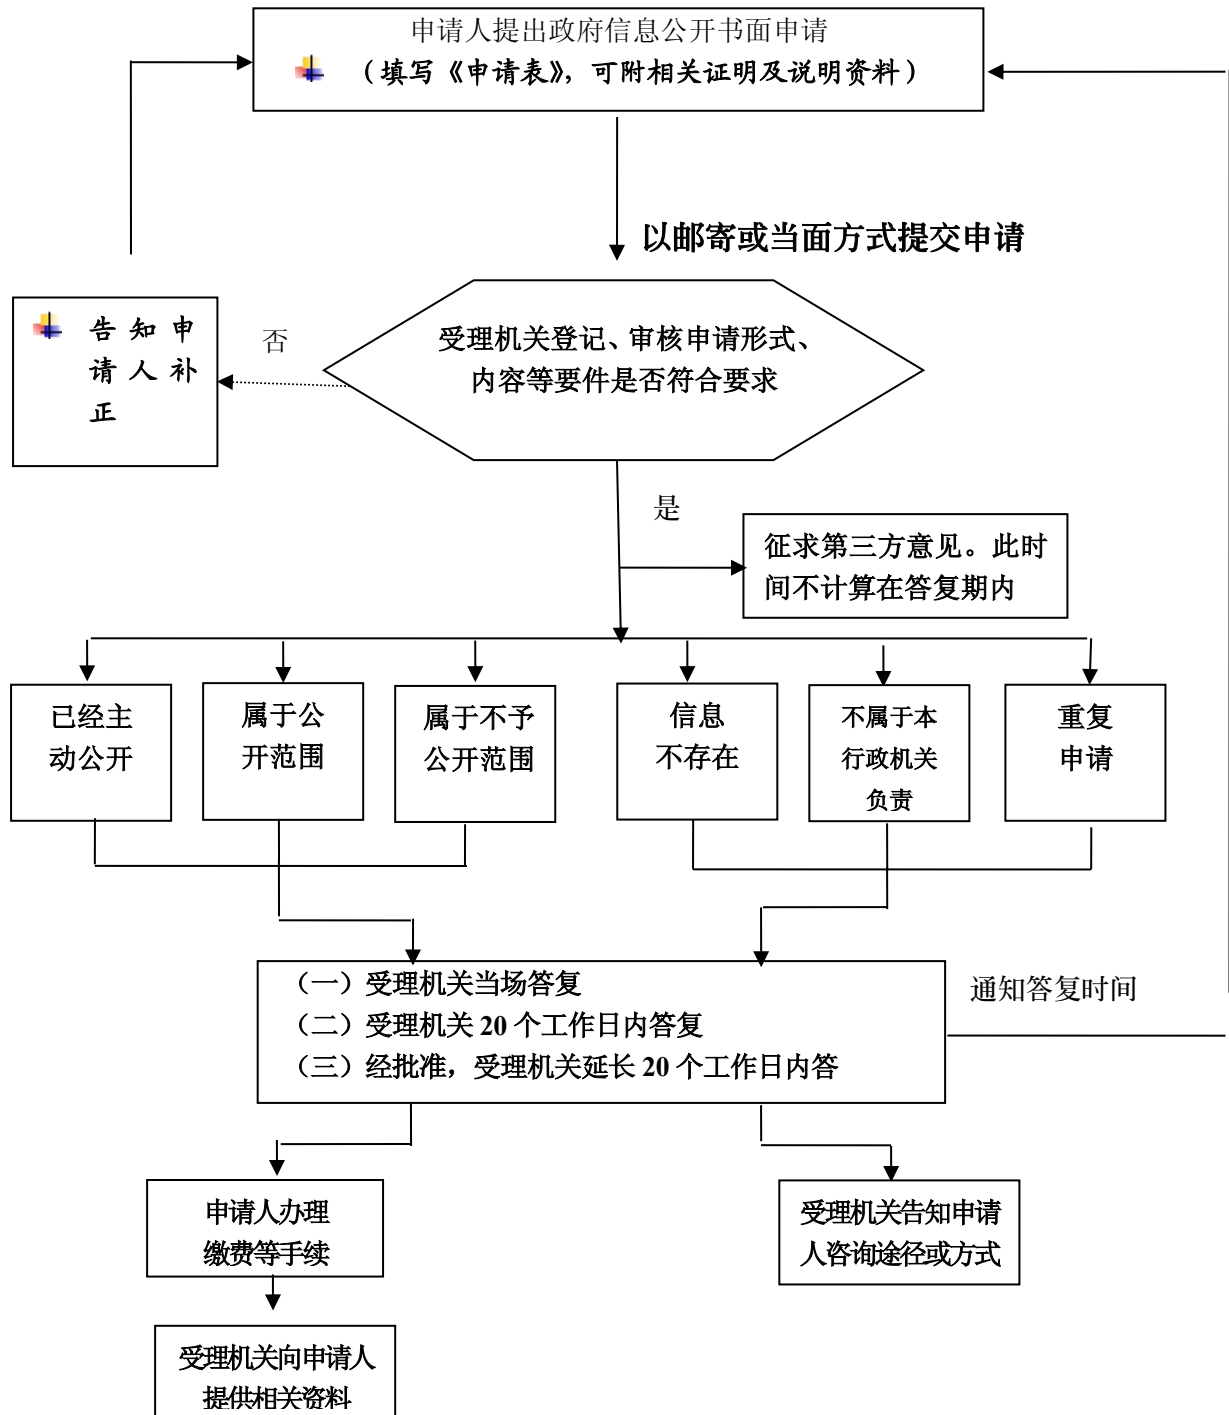 申请人提出政府信息公开书面申请
（填写《申请表》，可附相关证明及说明资料）
以邮寄或当面方式提交申请
告知申
请人补
正
否
受理机关登记、审核申请形式、
内容等要件是否符合要求
是
征求第三方意见。此时
间不计算在答复期内
已经主
动公开
属于公
开范围
属于不予
公开范围
信息
不存在
不属于本
行政机关
负责
重复
申请
（一）受理机关当场答复
（二）受理机关 20 个工作日内答复
（三）经批准，受理机关延长 20 个工作日内答
通知答复时间
申请人办理
缴费等手续
受理机关告知申请
人咨询途径或方式
受理机关向申请人
提供相关资料